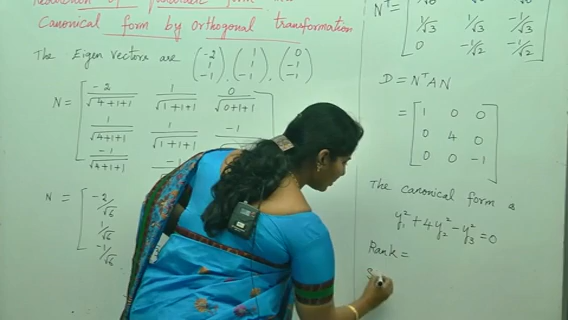 Canonical form by orthogonal transformation
The Eigen vectors are (-2 1 -1), (1 1 -1), (0 -1 -1)
N = [ -2/√4+1+1 1/√1+1+1 0/√0+1+1
1/√4+1+1 1/√1+1+1 -1
-1/√4+1+1 -1
N = [ -2/√6
1/√6
-1/√6
N^T =
1/√3 1/√3 -1/√3
0 -1/√2 -1/√2 ]
D = N^T A N
= [ 1 0 0
0 4 0
0 0 -1 ]
The canonical form is
y₁² + 4y₂² - y₃² = 0
Rank =
S